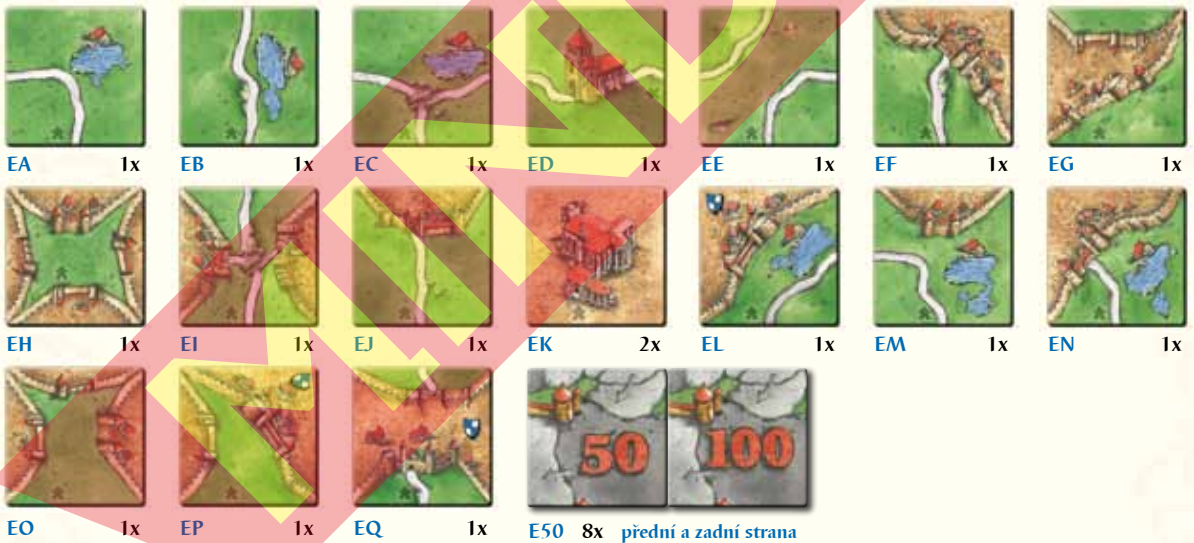 EA 1x EB 1x EC 1x ED 1x EE 1x EF 1x EG 1x
EH 1x EI 1x EJ 1x EK 2x EL 1x EM 1x EN 1x
50 100
EO 1x EP 1x EQ 1x E50 8x přední a zadní strana